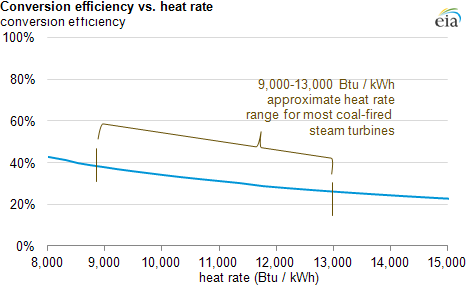 Conversion efficiency vs. heat rate
conversion efficiency
eia
100%
80%
60%
40%
20%
0%
9,000-13,000 Btu / kWh
approximate heat rate
range for most coal-fired
steam turbines
8,000 9,000 10,000 11,000 12,000 13,000 14,000 15,000
heat rate (Btu / kWh)